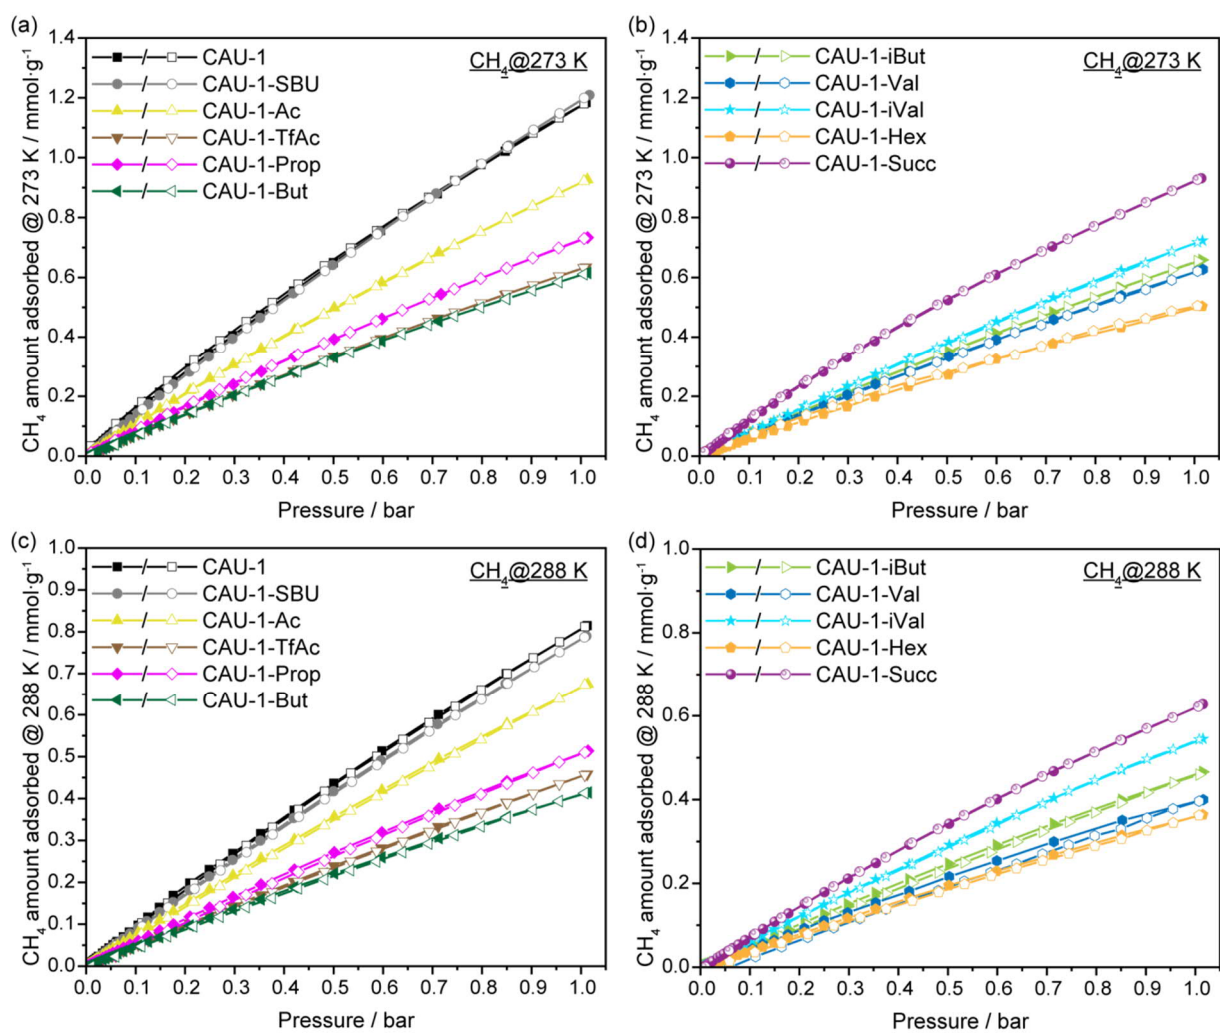 (a)
1.4
1.2
1.0
0.8
0.6
0.4
0.2
0.0
CH₄ amount adsorbed @ 273 K / mmol·g⁻¹
CH₄@273 K
/ CAU-1
/ CAU-1-SBU
/ CAU-1-Ac
/ CAU-1-TfAc
/ CAU-1-Prop
/ CAU-1-But
0.0 0.1 0.2 0.3 0.4 0.5 0.6 0.7 0.8 0.9 1.0
Pressure / bar
(b)
1.4
1.2
1.0
0.8
0.6
0.4
0.2
0.0
CH₄ amount adsorbed @ 273 K / mmol·g⁻¹
CH₄@273 K
/ CAU-1-iBut
/ CAU-1-Val
/ CAU-1-iVal
/ CAU-1-Hex
/ CAU-1-Succ
0.0 0.1 0.2 0.3 0.4 0.5 0.6 0.7 0.8 0.9 1.0
Pressure / bar
(c)
1.0
0.9
0.8
0.7
0.6
0.5
0.4
0.3
0.2
0.1
0.0
CH₄ amount adsorbed @ 288 K / mmol·g⁻¹
CH₄@288 K
/ CAU-1
/ CAU-1-SBU
/ CAU-1-Ac
/ CAU-1-TfAc
/ CAU-1-Prop
/ CAU-1-But
0.0 0.1 0.2 0.3 0.4 0.5 0.6 0.7 0.8 0.9 1.0
Pressure / bar
(d)
1.0
0.8
0.6
0.4
0.2
0.0
CH₄ amount adsorbed @ 288 K / mmol·g⁻¹
CH₄@288 K
/ CAU-1-iBut
/ CAU-1-Val
/ CAU-1-iVal
/ CAU-1-Hex
/ CAU-1-Succ
0.0 0.1 0.2 0.3 0.4 0.5 0.6 0.7 0.8 0.9 1.0
Pressure / bar